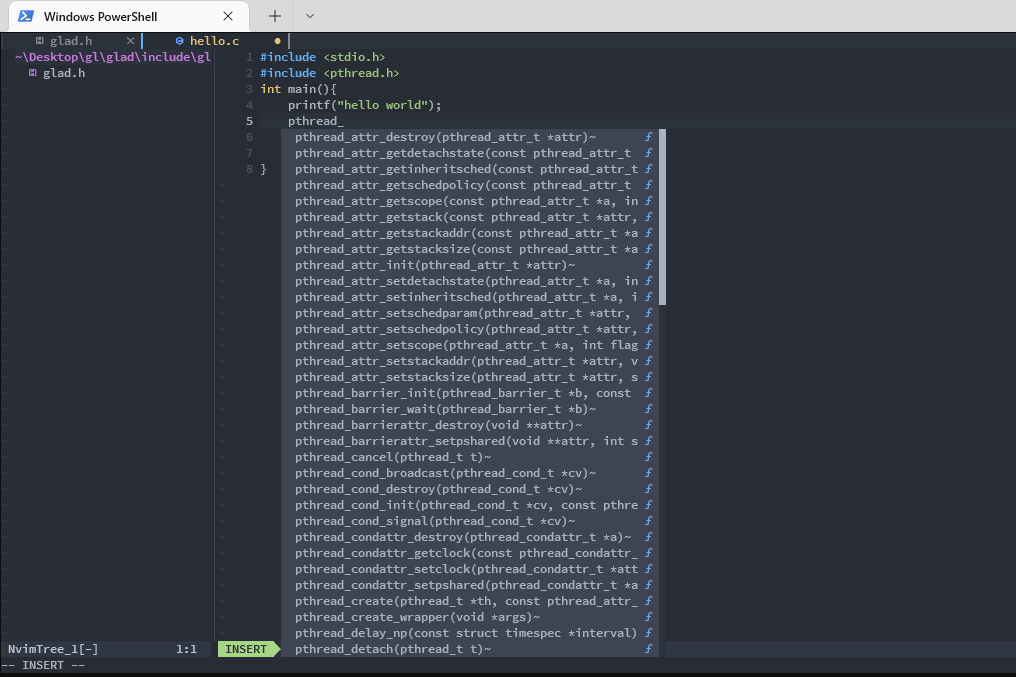 Windows PowerShell
glad.h
hello.c
~\Desktop\gl\glad\include\gl
glad.h
1 #include <stdio.h>
2 #include <pthread.h>
3 int main(){
4 printf("hello world");
5 pthread_
6 pthread_attr_destroy(pthread_attr_t *attr)~ f
7 pthread_attr_getdetachstate(const pthread_attr_t f
8 } pthread_attr_getinheritsched(const pthread_attr_t f
pthread_attr_getschedpolicy(const pthread_attr_t f
pthread_attr_getscope(const pthread_attr_t *a, in f
pthread_attr_getstack(const pthread_attr_t *attr, f
pthread_attr_getstackaddr(const pthread_attr_t *a f
pthread_attr_getstacksize(const pthread_attr_t *a f
pthread_attr_init(pthread_attr_t *attr)~ f
pthread_attr_setdetachstate(pthread_attr_t *a, in f
pthread_attr_setinheritsched(pthread_attr_t *a, i f
pthread_attr_setschedparam(pthread_attr_t *attr, f
pthread_attr_setschedpolicy(pthread_attr_t *attr, f
pthread_attr_setscope(pthread_attr_t *a, int flag f
pthread_attr_setstackaddr(pthread_attr_t *attr, v f
pthread_attr_setstacksize(pthread_attr_t *attr, s f
pthread_barrier_init(pthread_barrier_t *b, const f
pthread_barrier_wait(pthread_barrier_t *b)~ f
pthread_barrierattr_destroy(void **attr)~ f
pthread_barrierattr_setpshared(void **attr, int s f
pthread_cancel(pthread_t t)~ f
pthread_cond_broadcast(pthread_cond_t *cv)~ f
pthread_cond_destroy(pthread_cond_t *cv)~ f
pthread_cond_init(pthread_cond_t *cv, const pthre f
pthread_cond_signal(pthread_cond_t *cv)~ f
pthread_condattr_destroy(pthread_condattr_t *a)~ f
pthread_condattr_getclock(const pthread_condattr_ f
pthread_condattr_setclock(pthread_condattr_t *att f
pthread_condattr_setpshared(pthread_condattr_t *a f
pthread_create(pthread_t *th, const pthread_attr_ f
pthread_create_wrapper(void *args)~ f
pthread_delay_np(const struct timespec *interval) f
NvimTree_1[-] 1:1 INSERT pthread_detach(pthread_t t)~ f
-- INSERT --